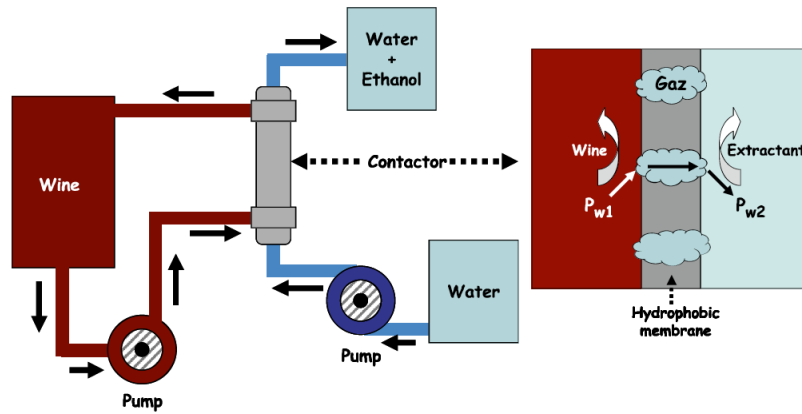 Water
+
Ethanol
Wine
Contactor
Water
Pump
Pump
Gaz
Wine
Extractant
Pw1
Pw2
Hydrophobic
membrane